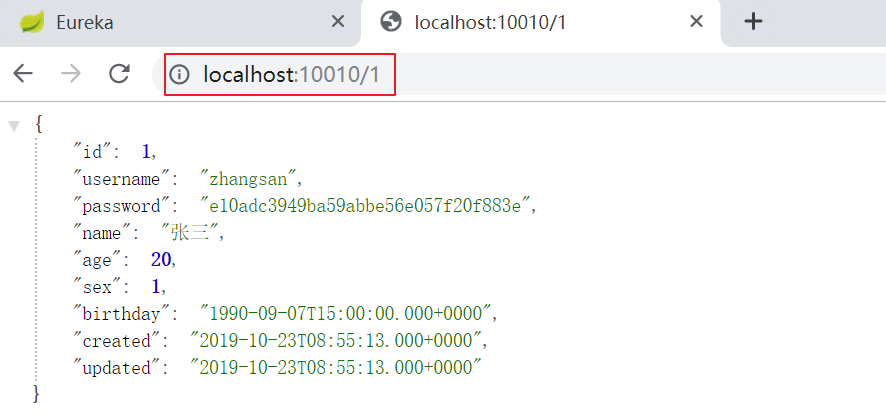 Eureka
localhost:10010/1
localhost:10010/1
{
"id": 1,
"username": "zhangsan",
"password": "e10adc3949ba59abbe56e057f20f883e",
"name": "张三",
"age": 20,
"sex": 1,
"birthday": "1990-09-07T15:00:00.000+0000",
"created": "2019-10-23T08:55:13.000+0000",
"updated": "2019-10-23T08:55:13.000+0000"
}